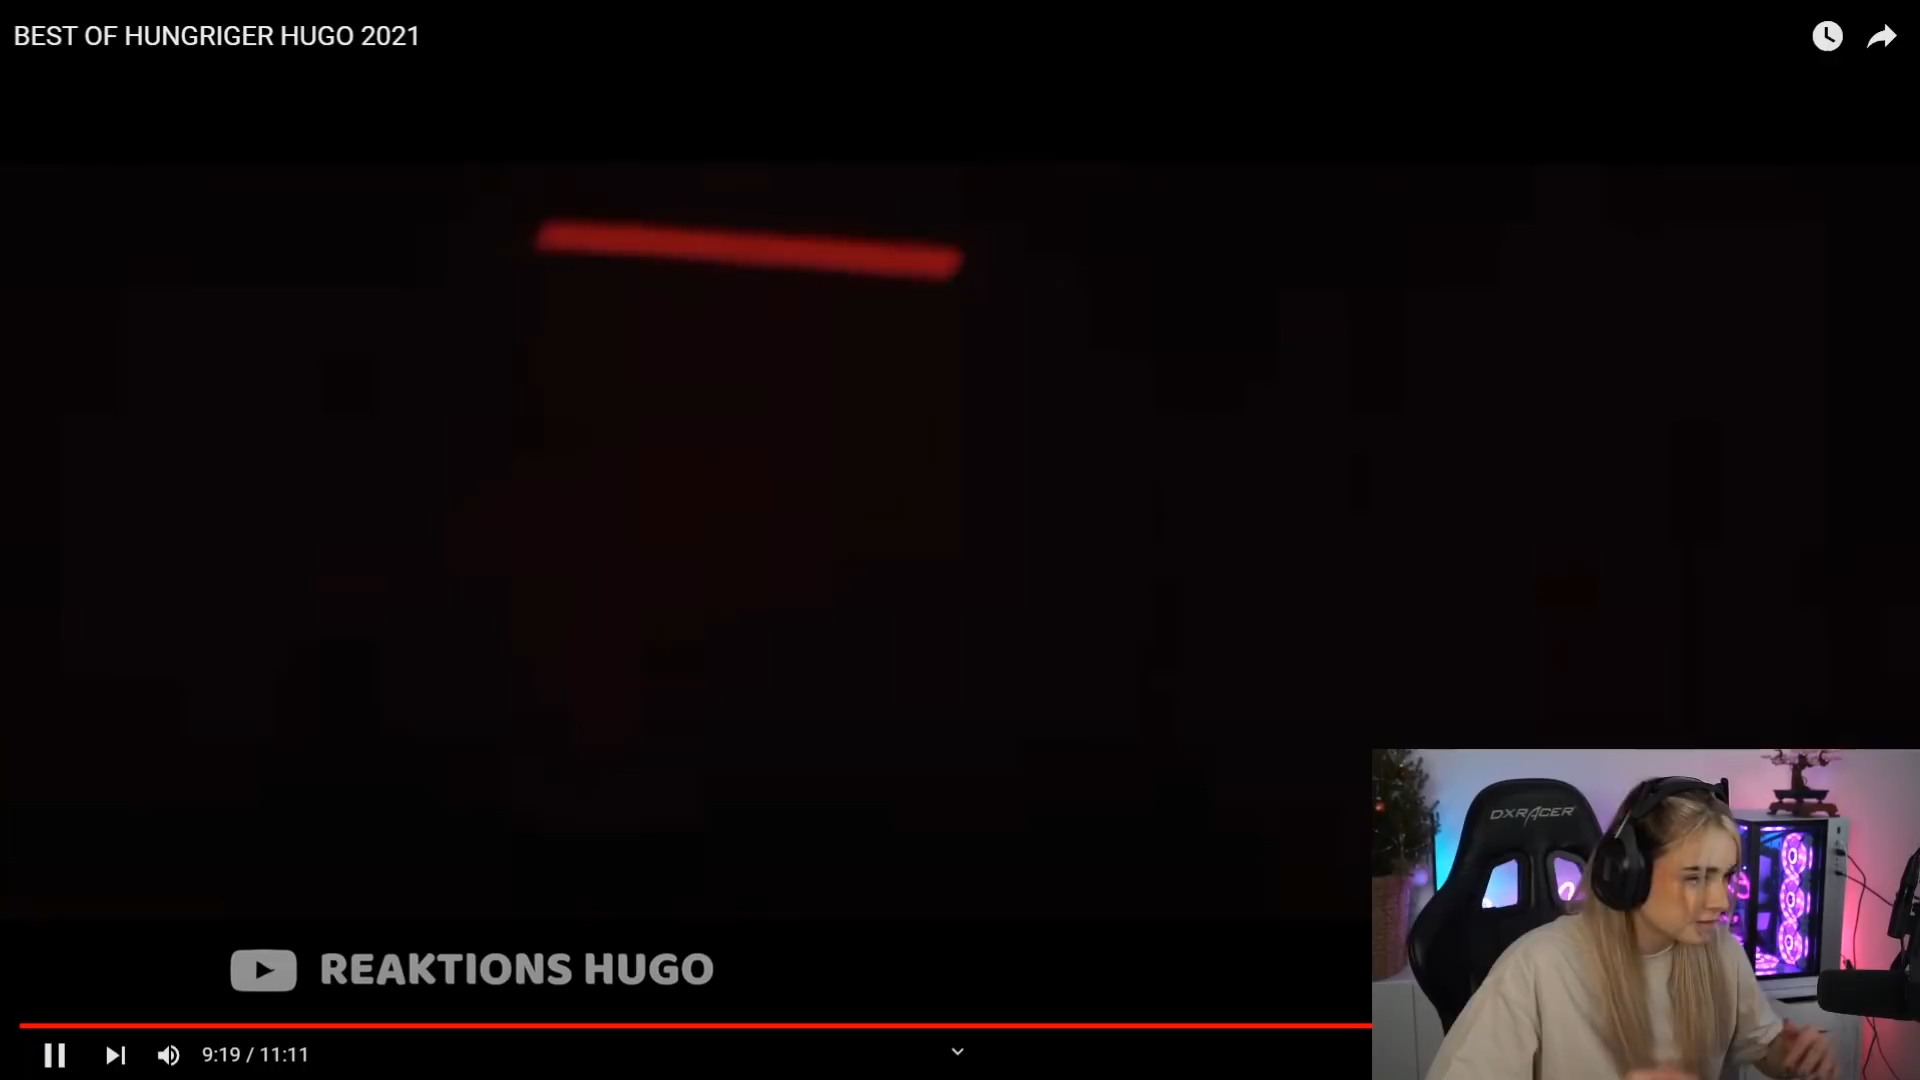 BEST OF HUNGRIGER HUGO 2021
DXRACER
REAKTIONS HUGO
9:19 / 11:11